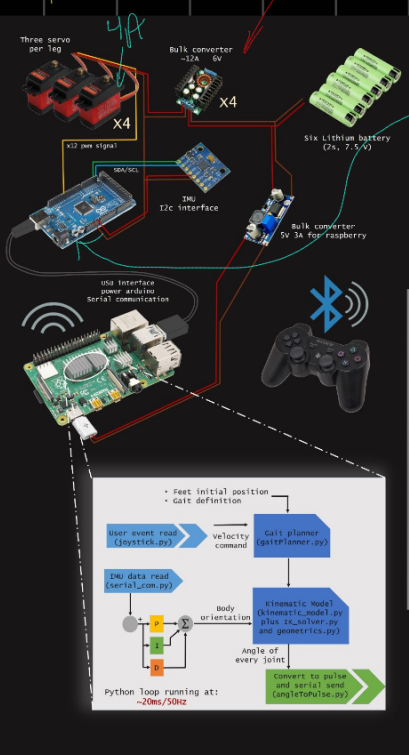 4A
Three servo
per leg
Bulk converter
~12A 6V
X4
X4
Six Lithium battery
(2s, 7.5 v)
x12 pwm signal
SDA/SCL
IMU
I2c interface
Bulk converter
5V 3A for raspberry
USB interface
power arduino
Serial communication
• Feet initial position
• Gait definition
User event read
(joystick.py)
Velocity
command
Gait planner
(gaitPlanner.py)
IMU data read
(serial_com.py)
+
-
P
I
D
Σ
Body
orientation
Kinematic Model
(kinematic_model.py
plus IK_solver.py
and geometrics.py)
Angle of
every joint
Convert to pulse
and serial send
(angleToPulse.py)
Python loop running at:
~20ms/50Hz